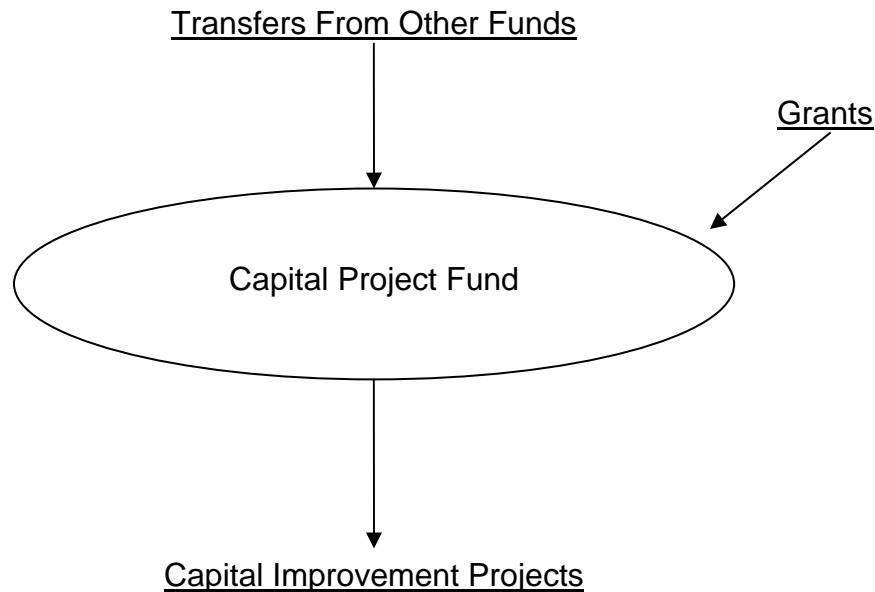 Transfers From Other Funds
Grants
Capital Project Fund
Capital Improvement Projects